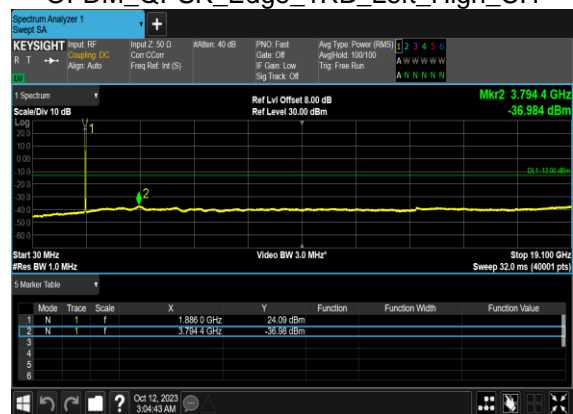 Spectrum Analyzer 1
Swept SA
+
KEYSIGHT Input: RF Input Z: 50 Ω #Atten: 40 dB PNO: Fast Avg Type: Power (RMS) 1 2 3 4 5 6
R T Coupling: DC Corr CCorr Gate: Off Avg|Hold: 100/100 A W W W W W
Align: Auto Freq Ref: Int (S) IF Gain: Low Trig: Free Run
Sig Track: Off A N N N N N
1 Spectrum
Ref Lvl Offset 8.00 dB Mkr2 3.794 4 GHz
Scale/Div 10 dB Ref Level 30.00 dBm -36.984 dBm
Log
1
20.0
10.0
0.00
-10.0
DL1 -13.00 dBm
-20.0
-30.0
2
-40.0
-50.0
-60.0
Start 30 MHz Video BW 3.0 MHz* Stop 19.100 GHz
#Res BW 1.0 MHz Sweep 32.0 ms (40001 pts)
5 Marker Table
Mode Trace Scale X Y Function Function Width Function Value
1 N 1 f 1.886 0 GHz 24.09 dBm
2 N 1 f 3.794 4 GHz -36.98 dBm
3
4
5
6
? Oct 12, 2023
3:04:43 AM